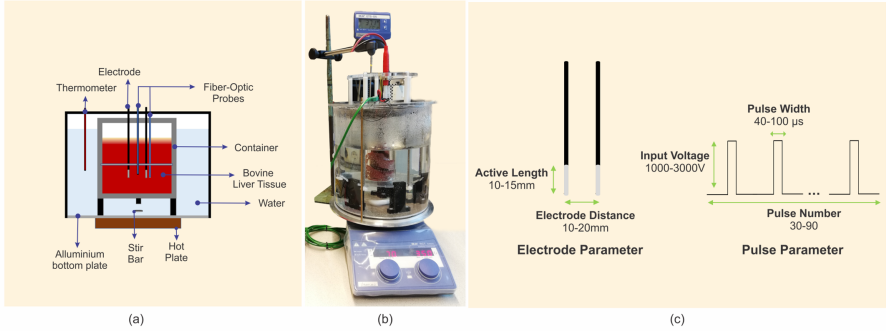 Electrode
Thermometer
Fiber-Optic
Probes
Container
Bovine
Liver Tissue
Water
Alluminium
bottom plate
Stir
Bar
Hot
Plate
(a)
(b)
Active Length
10-15mm
Electrode Distance
10-20mm
Electrode Parameter
Pulse Width
40-100 μs
Input Voltage
1000-3000V
...
Pulse Number
30-90
Pulse Parameter
(c)